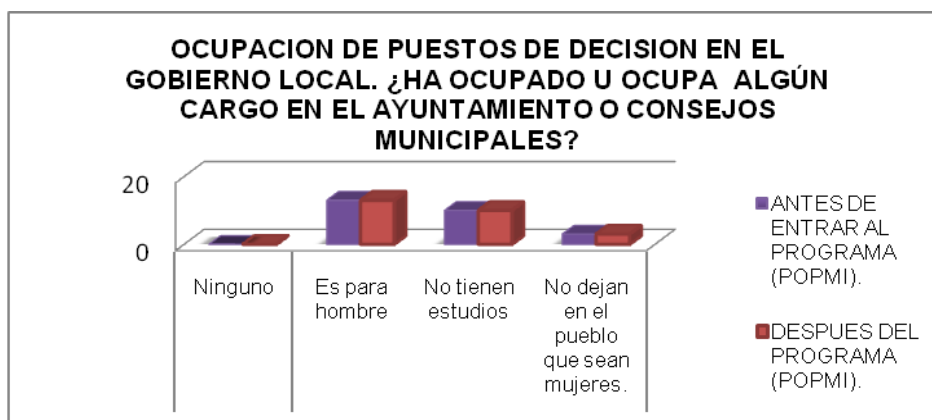 OCUPACION DE PUESTOS DE DECISION EN EL
GOBIERNO LOCAL. ¿HA OCUPADO U OCUPA ALGÚN
CARGO EN EL AYUNTAMIENTO O CONSEJOS
MUNICIPALES?
20
0
Ninguno
Es para
hombre
No tienen
estudios
No dejan
en el
pueblo
que sean
mujeres.
ANTES DE
ENTRAR AL
PROGRAMA
(POPMI).
DESPUES DEL
PROGRAMA
(POPMI).